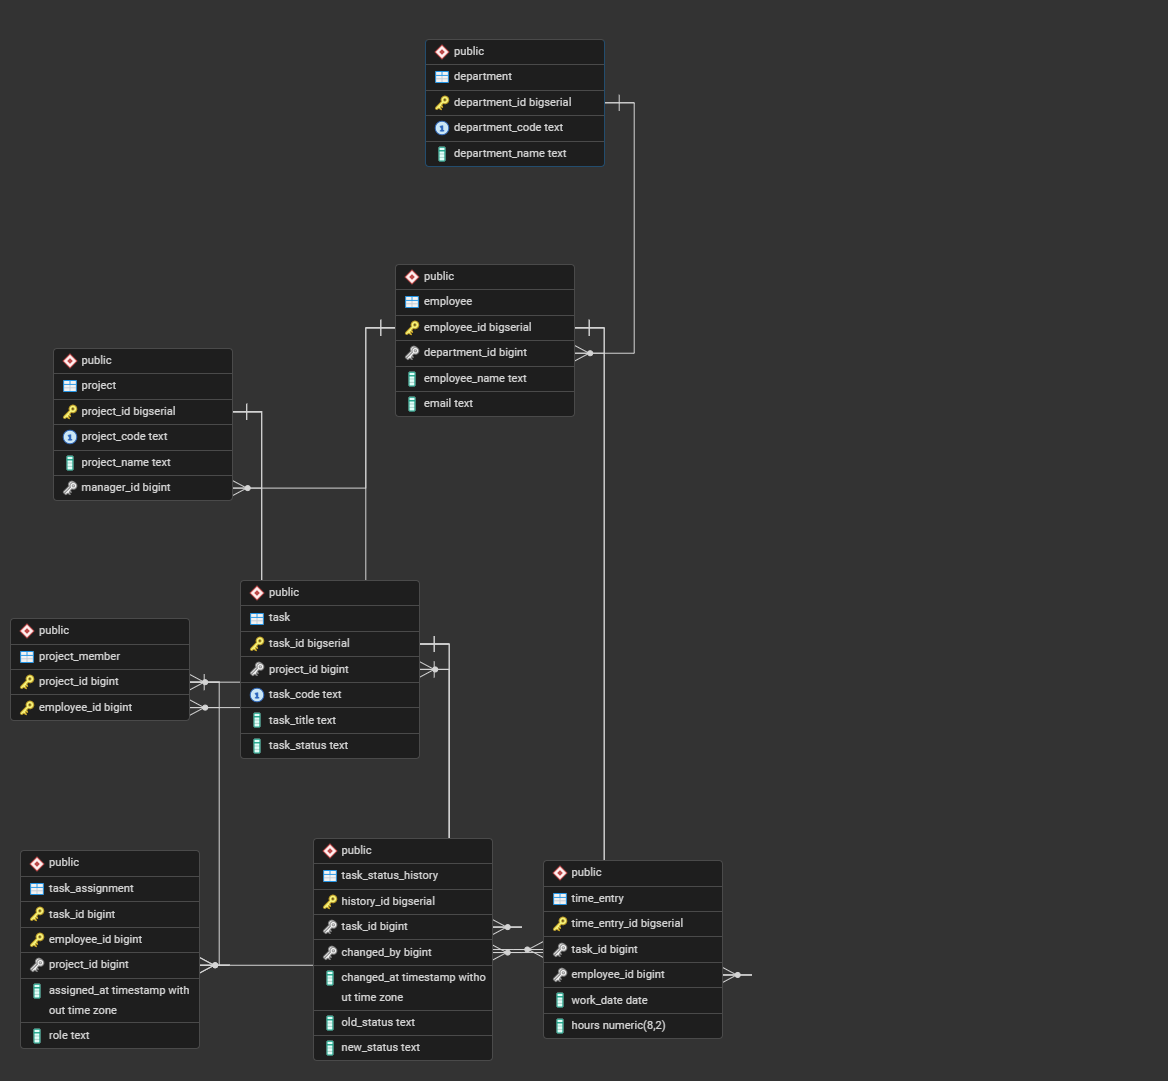 public
department
department_id bigserial
department_code text
department_name text
public
employee
employee_id bigserial
department_id bigint
employee_name text
email text
public
project
project_id bigserial
project_code text
project_name text
manager_id bigint
public
task
task_id bigserial
project_id bigint
task_code text
task_title text
task_status text
public
project_member
project_id bigint
employee_id bigint
public
task_assignment
task_id bigint
employee_id bigint
project_id bigint
assigned_at timestamp with
out time zone
role text
public
task_status_history
history_id bigserial
task_id bigint
changed_by bigint
changed_at timestamp witho
ut time zone
old_status text
new_status text
public
time_entry
time_entry_id bigserial
task_id bigint
employee_id bigint
work_date date
hours numeric(8,2)